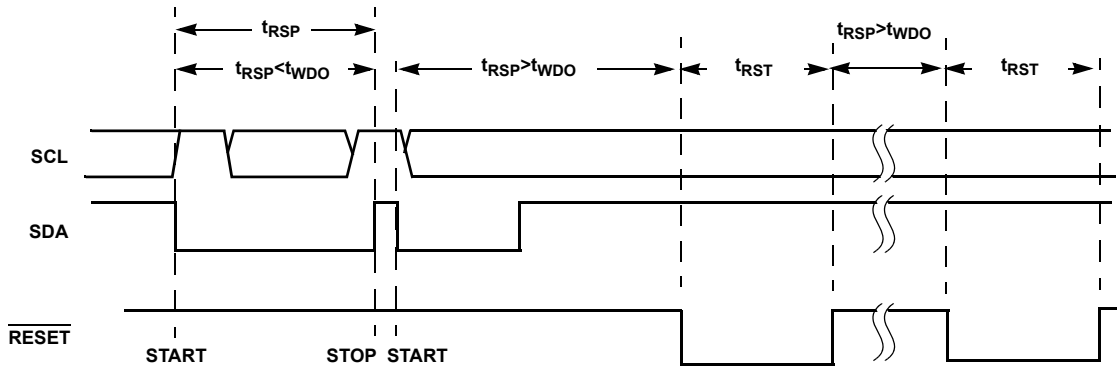 tRSP
tRSP<tWDO
tRSP>tWDO
tRST
tRSP>tWDO
tRST
SCL
SDA
RESET
START
STOP
START